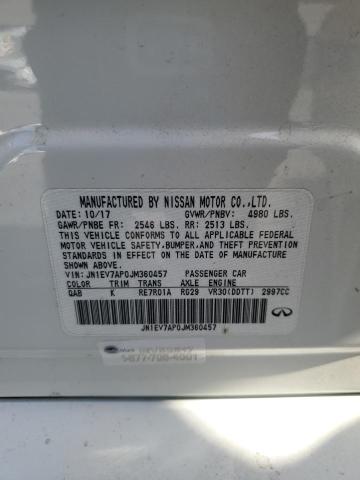 MANUFACTURED BY NISSAN MOTOR CO.,LTD.
DATE: 10/17 GVWR/PNBV: 4980 LBS.
GAWR/PNBE FR: 2546 LBS. RR: 2513 LBS.
THIS VEHICLE CONFORMS TO ALL APPLICABLE FEDERAL
MOTOR VEHICLE SAFETY,BUMPER,AND THEFT PREVENTION
STANDARDS IN EFFECT ON THE DATE OF MANUFACTURE
SHOWN ABOVE.
VIN: JN1EV7AP0JM360457 PASSENGER CAR
COLOR TRIM TRANS AXLE ENGINE
QAB K RE7R01A RG29 VR30(DDTT) 2997CC
JN1EV7AP0JM360457
INFINITI